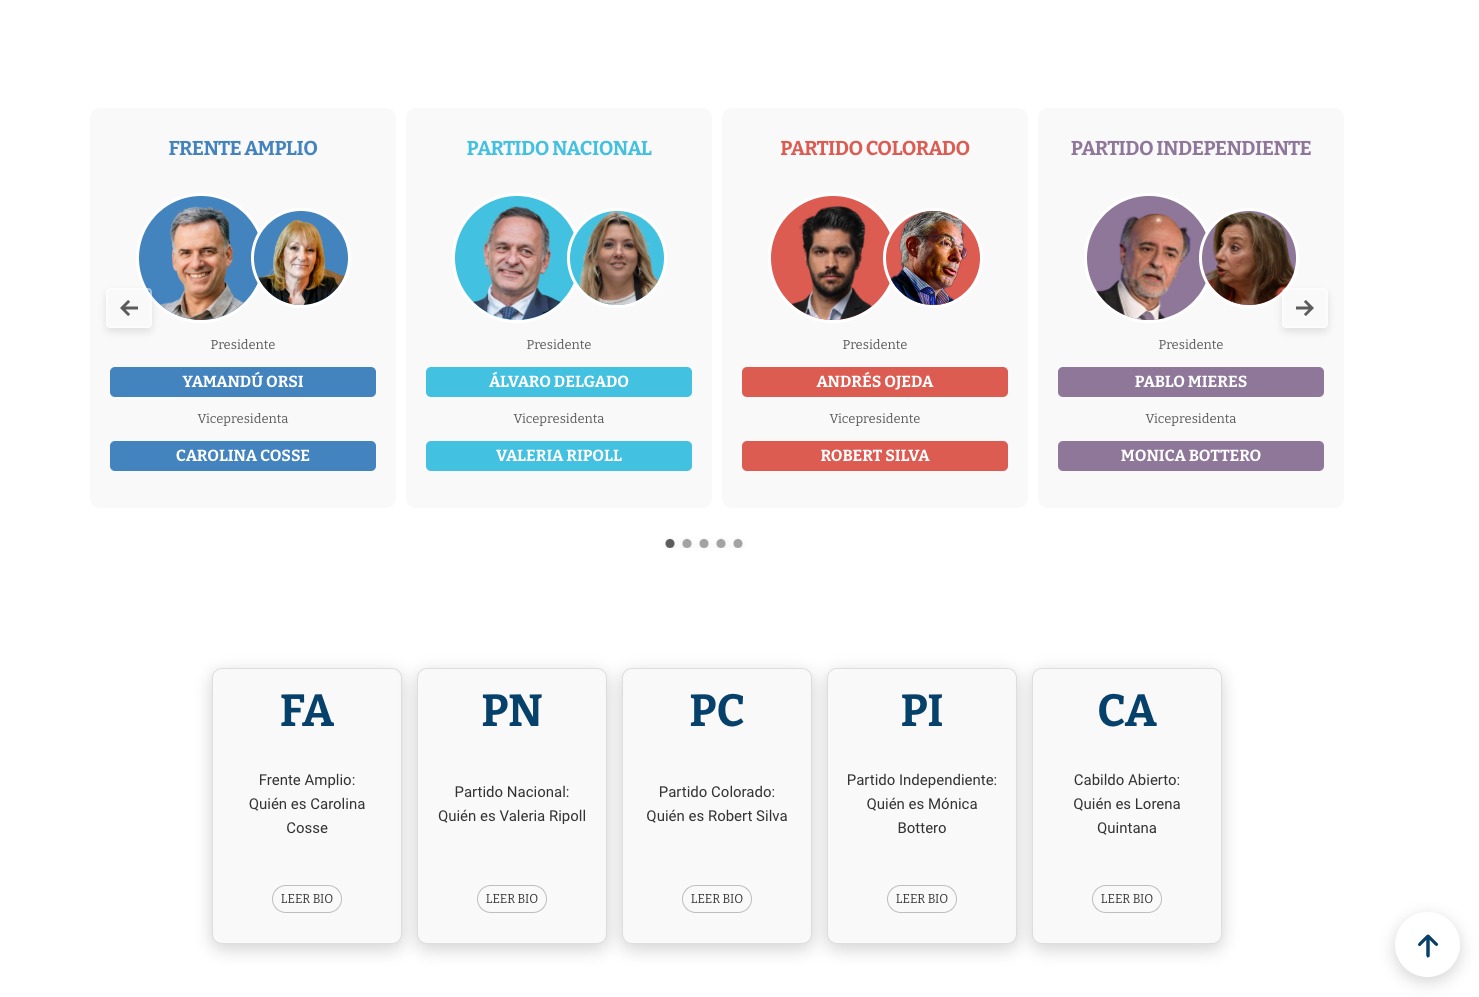 FRENTE AMPLIO
Presidente
YAMANDÚ ORSI
Vicepresidenta
CAROLINA COSSE
PARTIDO NACIONAL
Presidente
ÁLVARO DELGADO
Vicepresidenta
VALERIA RIPOLL
PARTIDO COLORADO
Presidente
ANDRÉS OJEDA
Vicepresidente
ROBERT SILVA
PARTIDO INDEPENDIENTE
Presidente
PABLO MIERES
Vicepresidenta
MONICA BOTTERO
FA
Frente Amplio:
Quién es Carolina
Cosse
LEER BIO
PN
Partido Nacional:
Quién es Valeria Ripoll
LEER BIO
PC
Partido Colorado:
Quién es Robert Silva
LEER BIO
PI
Partido Independiente:
Quién es Mónica
Bottero
LEER BIO
CA
Cabildo Abierto:
Quién es Lorena
Quintana
LEER BIO